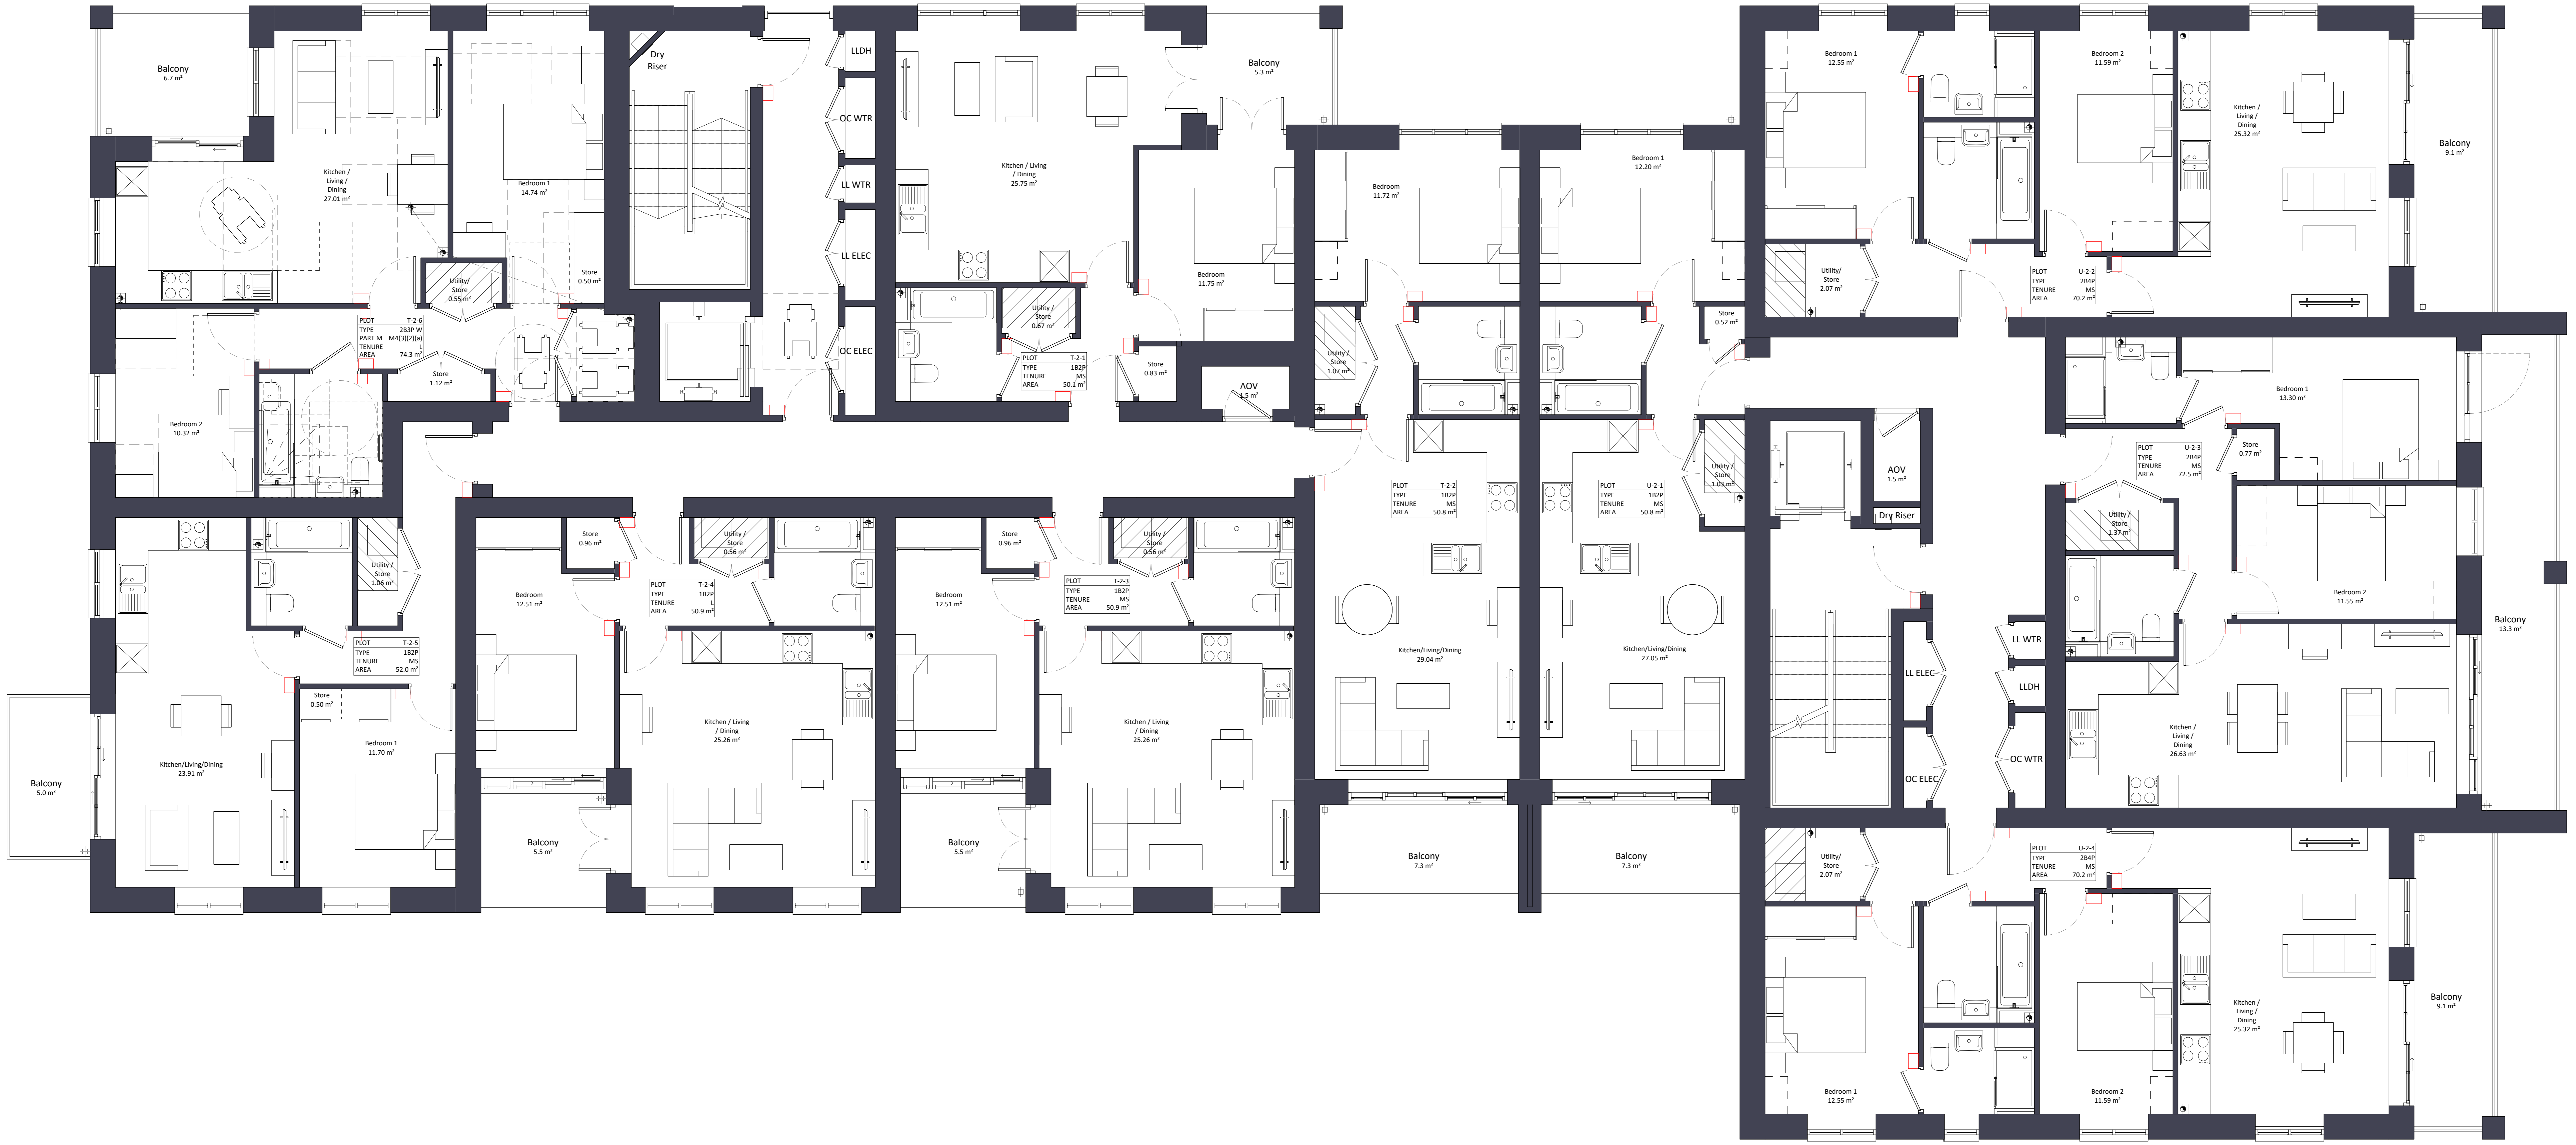 Balcony
6.7 m²
Kitchen /
Living /
Dining
27.01 m²
Bedroom 1
14.74 m²
Dry
Riser
LLDH
OC WTR
LL WTR
LL ELEC
OC ELEC
Store
0.50 m²
Utility/
Store
0.55 m²
PLOT T-2-6
TYPE 2B3P W
PART M M4(3)(2)(a)
TENURE L
AREA 74.3 m²
Store
1.12 m²
Bedroom 2
10.32 m²
Kitchen / Living
/ Dining
25.75 m²
Balcony
5.3 m²
Bedroom
11.75 m²
Utility /
Store
0.67 m²
PLOT T-2-1
TYPE 1B2P
TENURE MS
AREA 50.1 m²
Store
0.83 m²
AOV
1.5 m²
Bedroom
11.72 m²
Utility /
Store
1.07 m²
PLOT T-2-2
TYPE 1B2P
TENURE MS
AREA 50.8 m²
Kitchen/Living/Dining
29.04 m²
Balcony
7.3 m²
Bedroom 1
12.20 m²
Store
0.52 m²
Utility /
Store
1.03 m²
PLOT U-2-1
TYPE 1B2P
TENURE MS
AREA 50.8 m²
Kitchen/Living/Dining
27.05 m²
Balcony
7.3 m²
Bedroom 1
12.55 m²
Bedroom 2
11.59 m²
Kitchen /
Living /
Dining
25.32 m²
Balcony
9.1 m²
Utility/
Store
2.07 m²
PLOT U-2-2
TYPE 2B4P
TENURE MS
AREA 70.2 m²
Bedroom 1
13.30 m²
PLOT U-2-3
TYPE 2B4P
TENURE MS
AREA 72.5 m²
Store
0.77 m²
Utility /
Store
1.37 m²
Bedroom 2
11.55 m²
Balcony
13.3 m²
Kitchen /
Living /
Dining
26.63 m²
AOV
1.5 m²
Dry Riser
LL ELEC
OC ELEC
LL WTR
LLDH
OC WTR
Utility /
Store
1.06 m²
PLOT T-2-5
TYPE 1B2P
TENURE MS
AREA 52.0 m²
Store
0.50 m²
Bedroom 1
11.70 m²
Kitchen/Living/Dining
23.91 m²
Balcony
5.0 m²
Store
0.96 m²
Utility /
Store
0.56 m²
Bedroom
12.51 m²
PLOT T-2-4
TYPE 1B2P
TENURE L
AREA 50.9 m²
Kitchen / Living
/ Dining
25.26 m²
Balcony
5.5 m²
Store
0.96 m²
Utility /
Store
0.56 m²
Bedroom
12.51 m²
PLOT T-2-3
TYPE 1B2P
TENURE MS
AREA 50.9 m²
Kitchen / Living
/ Dining
25.26 m²
Balcony
5.5 m²
Utility/
Store
2.07 m²
PLOT U-2-4
TYPE 2B4P
TENURE MS
AREA 70.2 m²
Bedroom 1
12.55 m²
Bedroom 2
11.59 m²
Kitchen /
Living /
Dining
25.32 m²
Balcony
9.1 m²